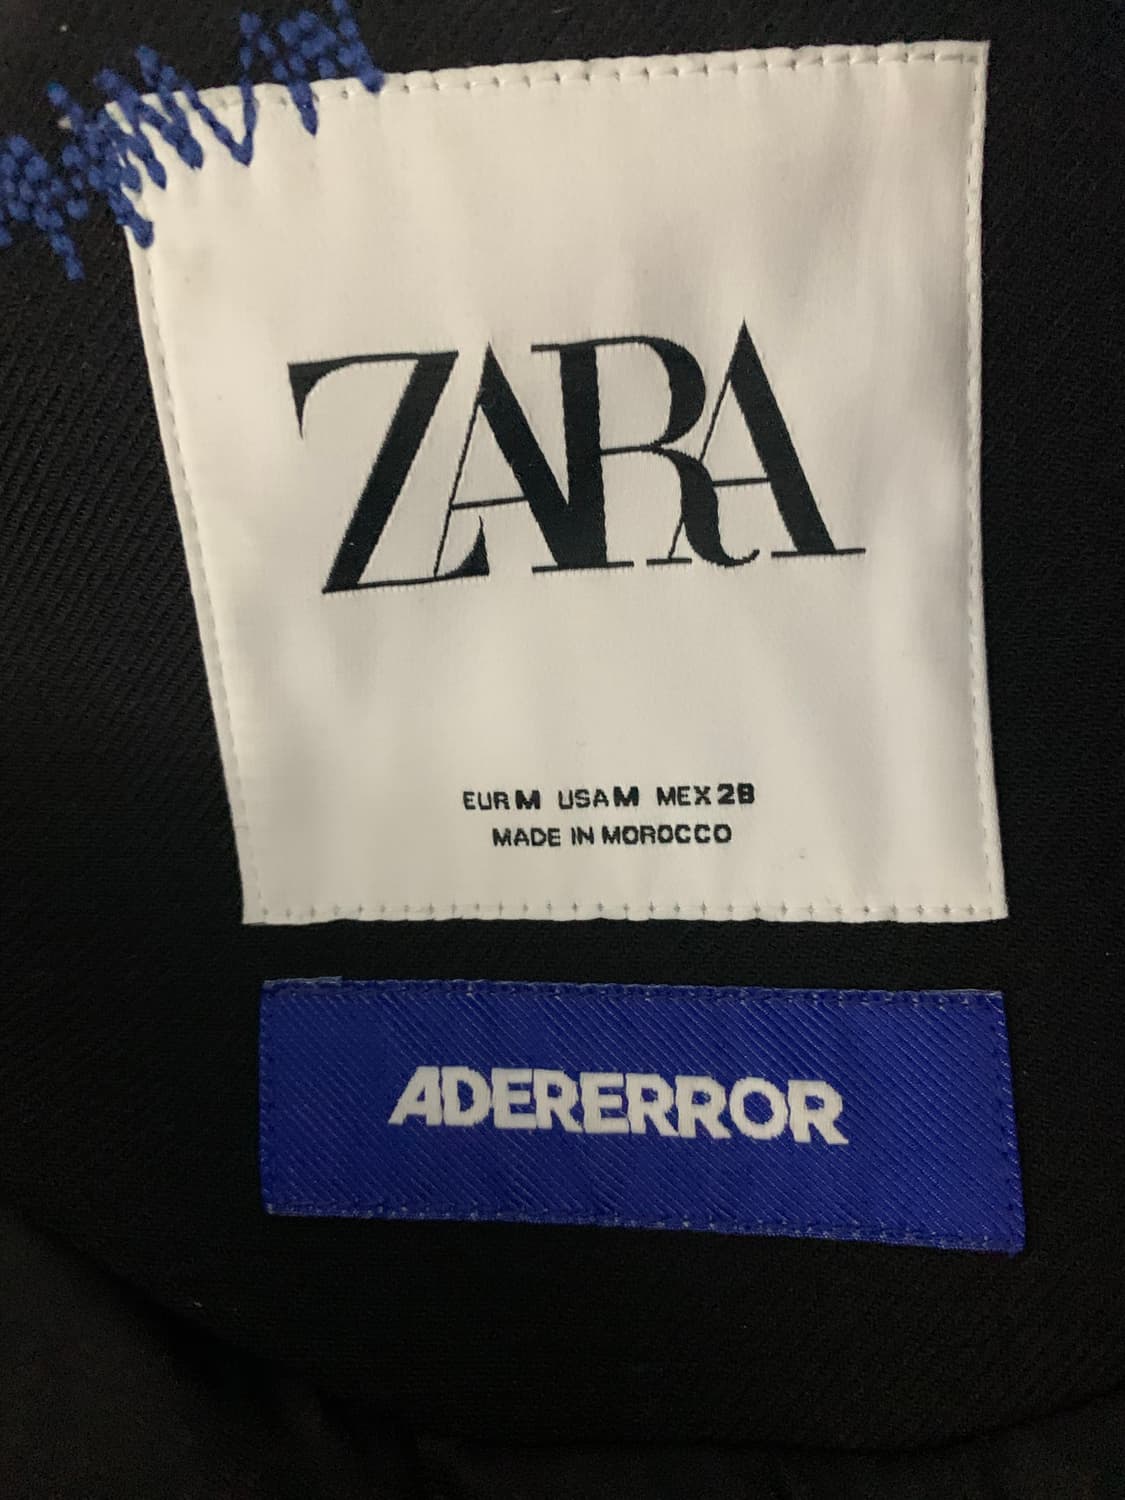 ZARA
EUR M USA M MEX 28
MADE IN MOROCCO
ADERERROR